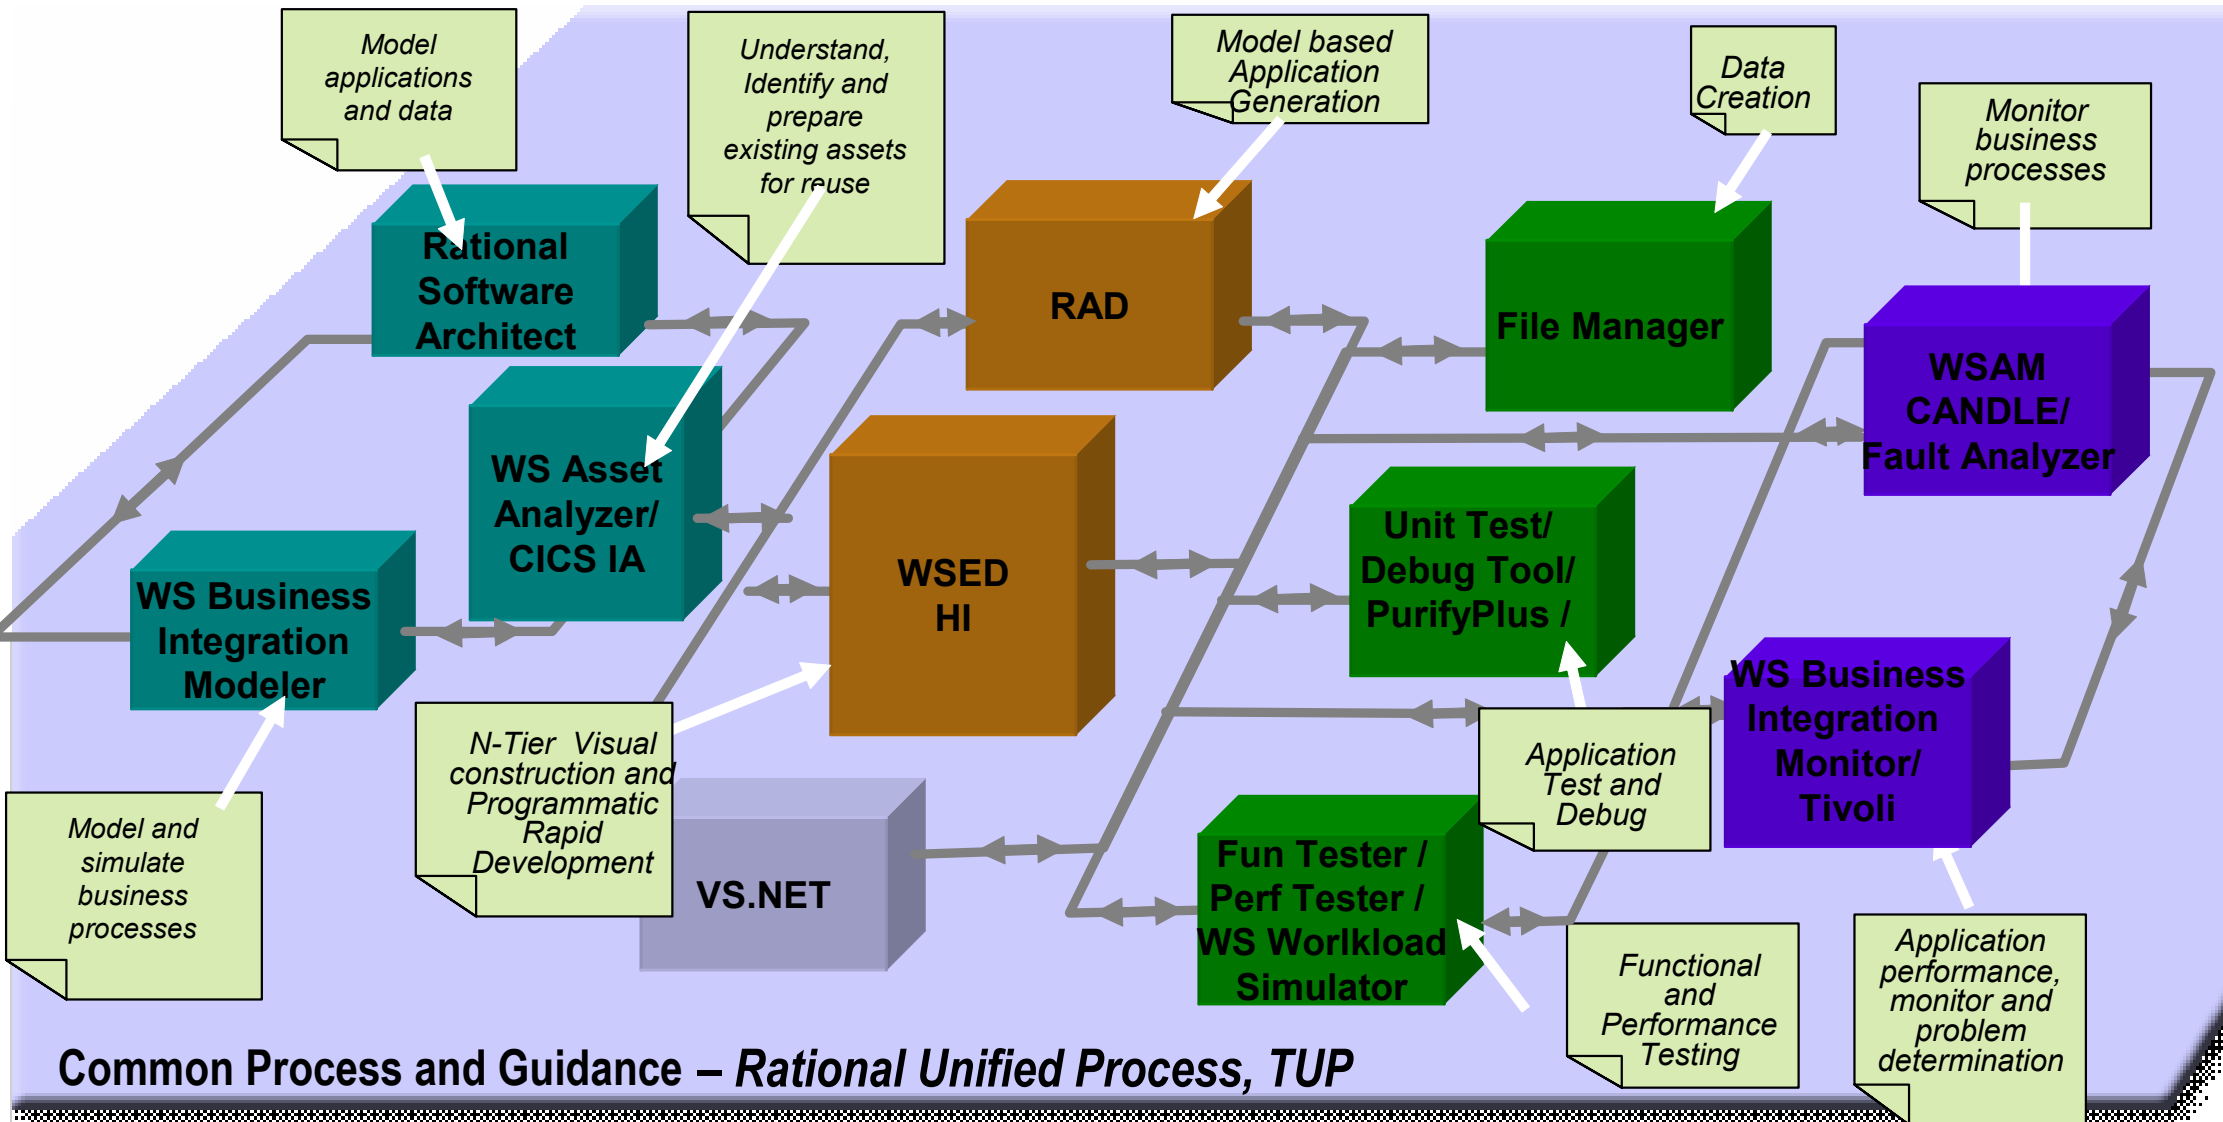 Model
applications
and data
Understand,
Identify and
prepare
existing assets
for reuse
Model based
Application
Generation
Data
Creation
Monitor
business
processes
Rational
Software
Architect
RAD
File Manager
WSAM
CANDLE/
Fault Analyzer
WS Asset
Analyzer/
CICS IA
WSED
HI
Unit Test/
Debug Tool/
PurifyPlus /
WS Business
Integration
Modeler
WS Business
Integration
Monitor/
Tivoli
N-Tier Visual
construction and
Programmatic
Rapid
Development
Application
Test and
Debug
Model and
simulate
business
processes
VS.NET
Fun Tester /
Perf Tester /
WS Worlkload
Simulator
Functional
and
Performance
Testing
Application
performance,
monitor and
problem
determination
Common Process and Guidance – Rational Unified Process, TUP